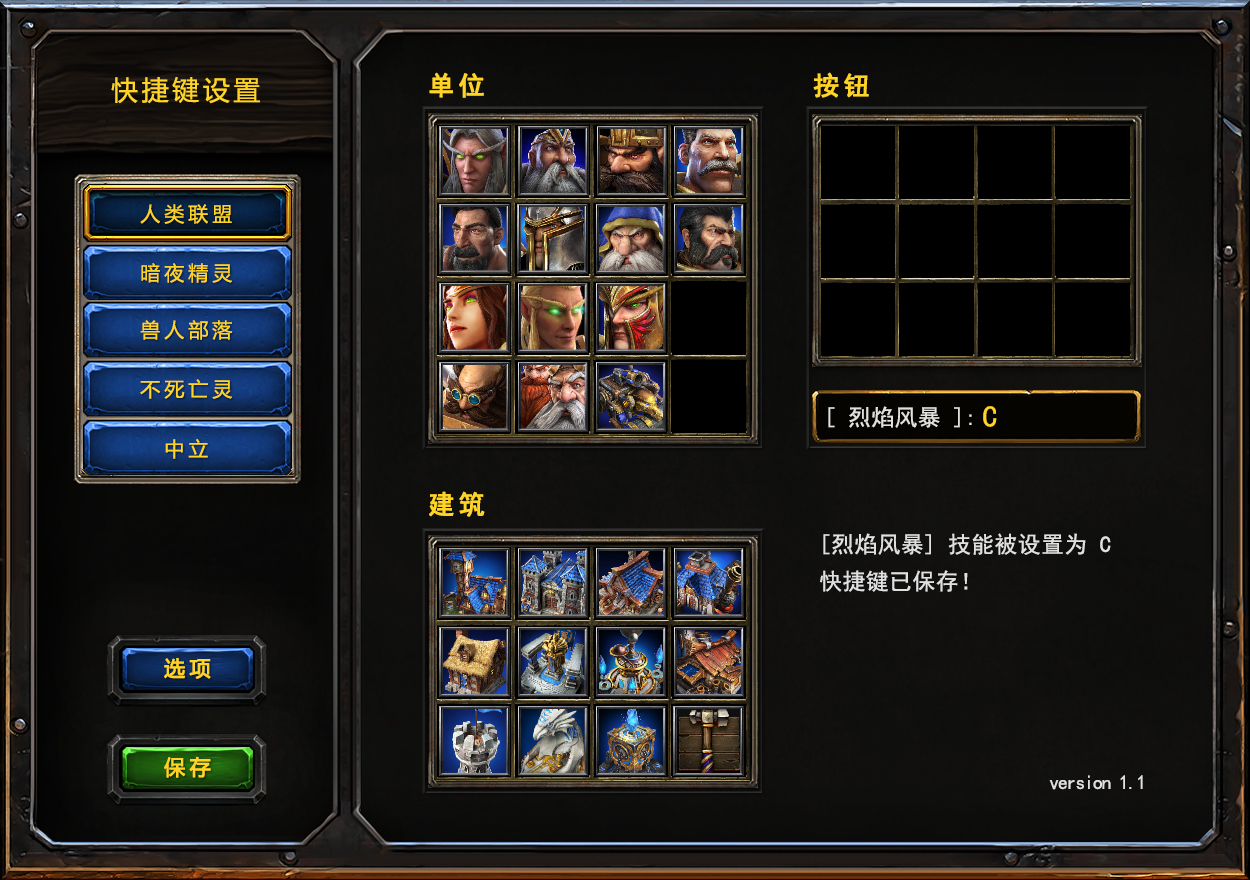 快捷键设置
人类联盟
暗夜精灵
兽人部落
不死亡灵
中立
选项
保存
单位
建筑
按钮
[ 烈焰风暴 ]: C
[烈焰风暴] 技能被设置为 C
快捷键已保存!
version 1.1